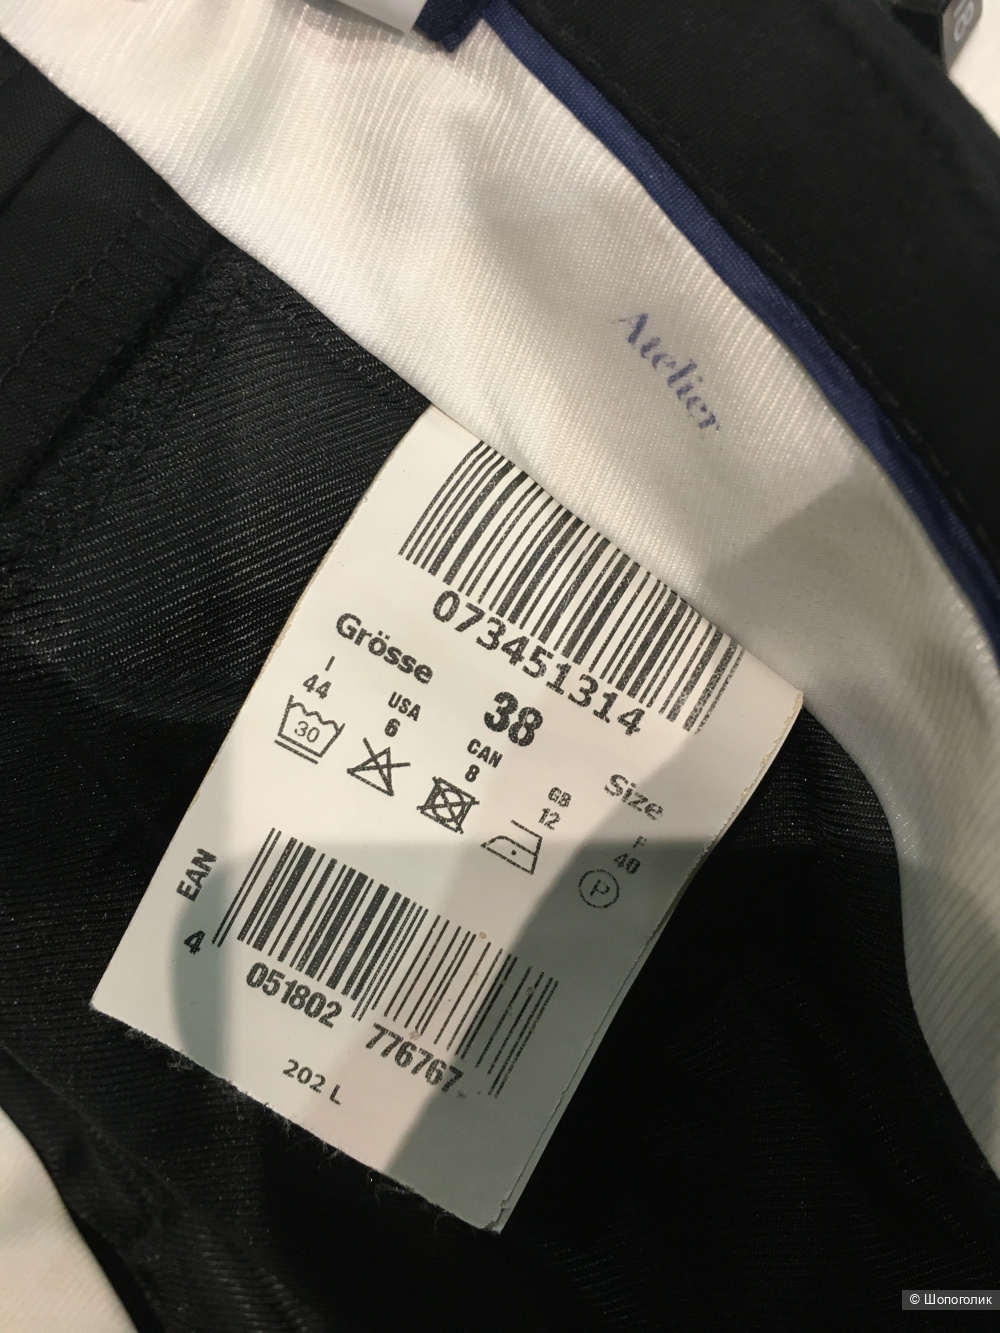 Atelier
073451314
Grösse 38 Size
I USA CAN GB F
44 6 8 12 40
30 P
EAN
4 051802 776767
202 L
© Шопоголик